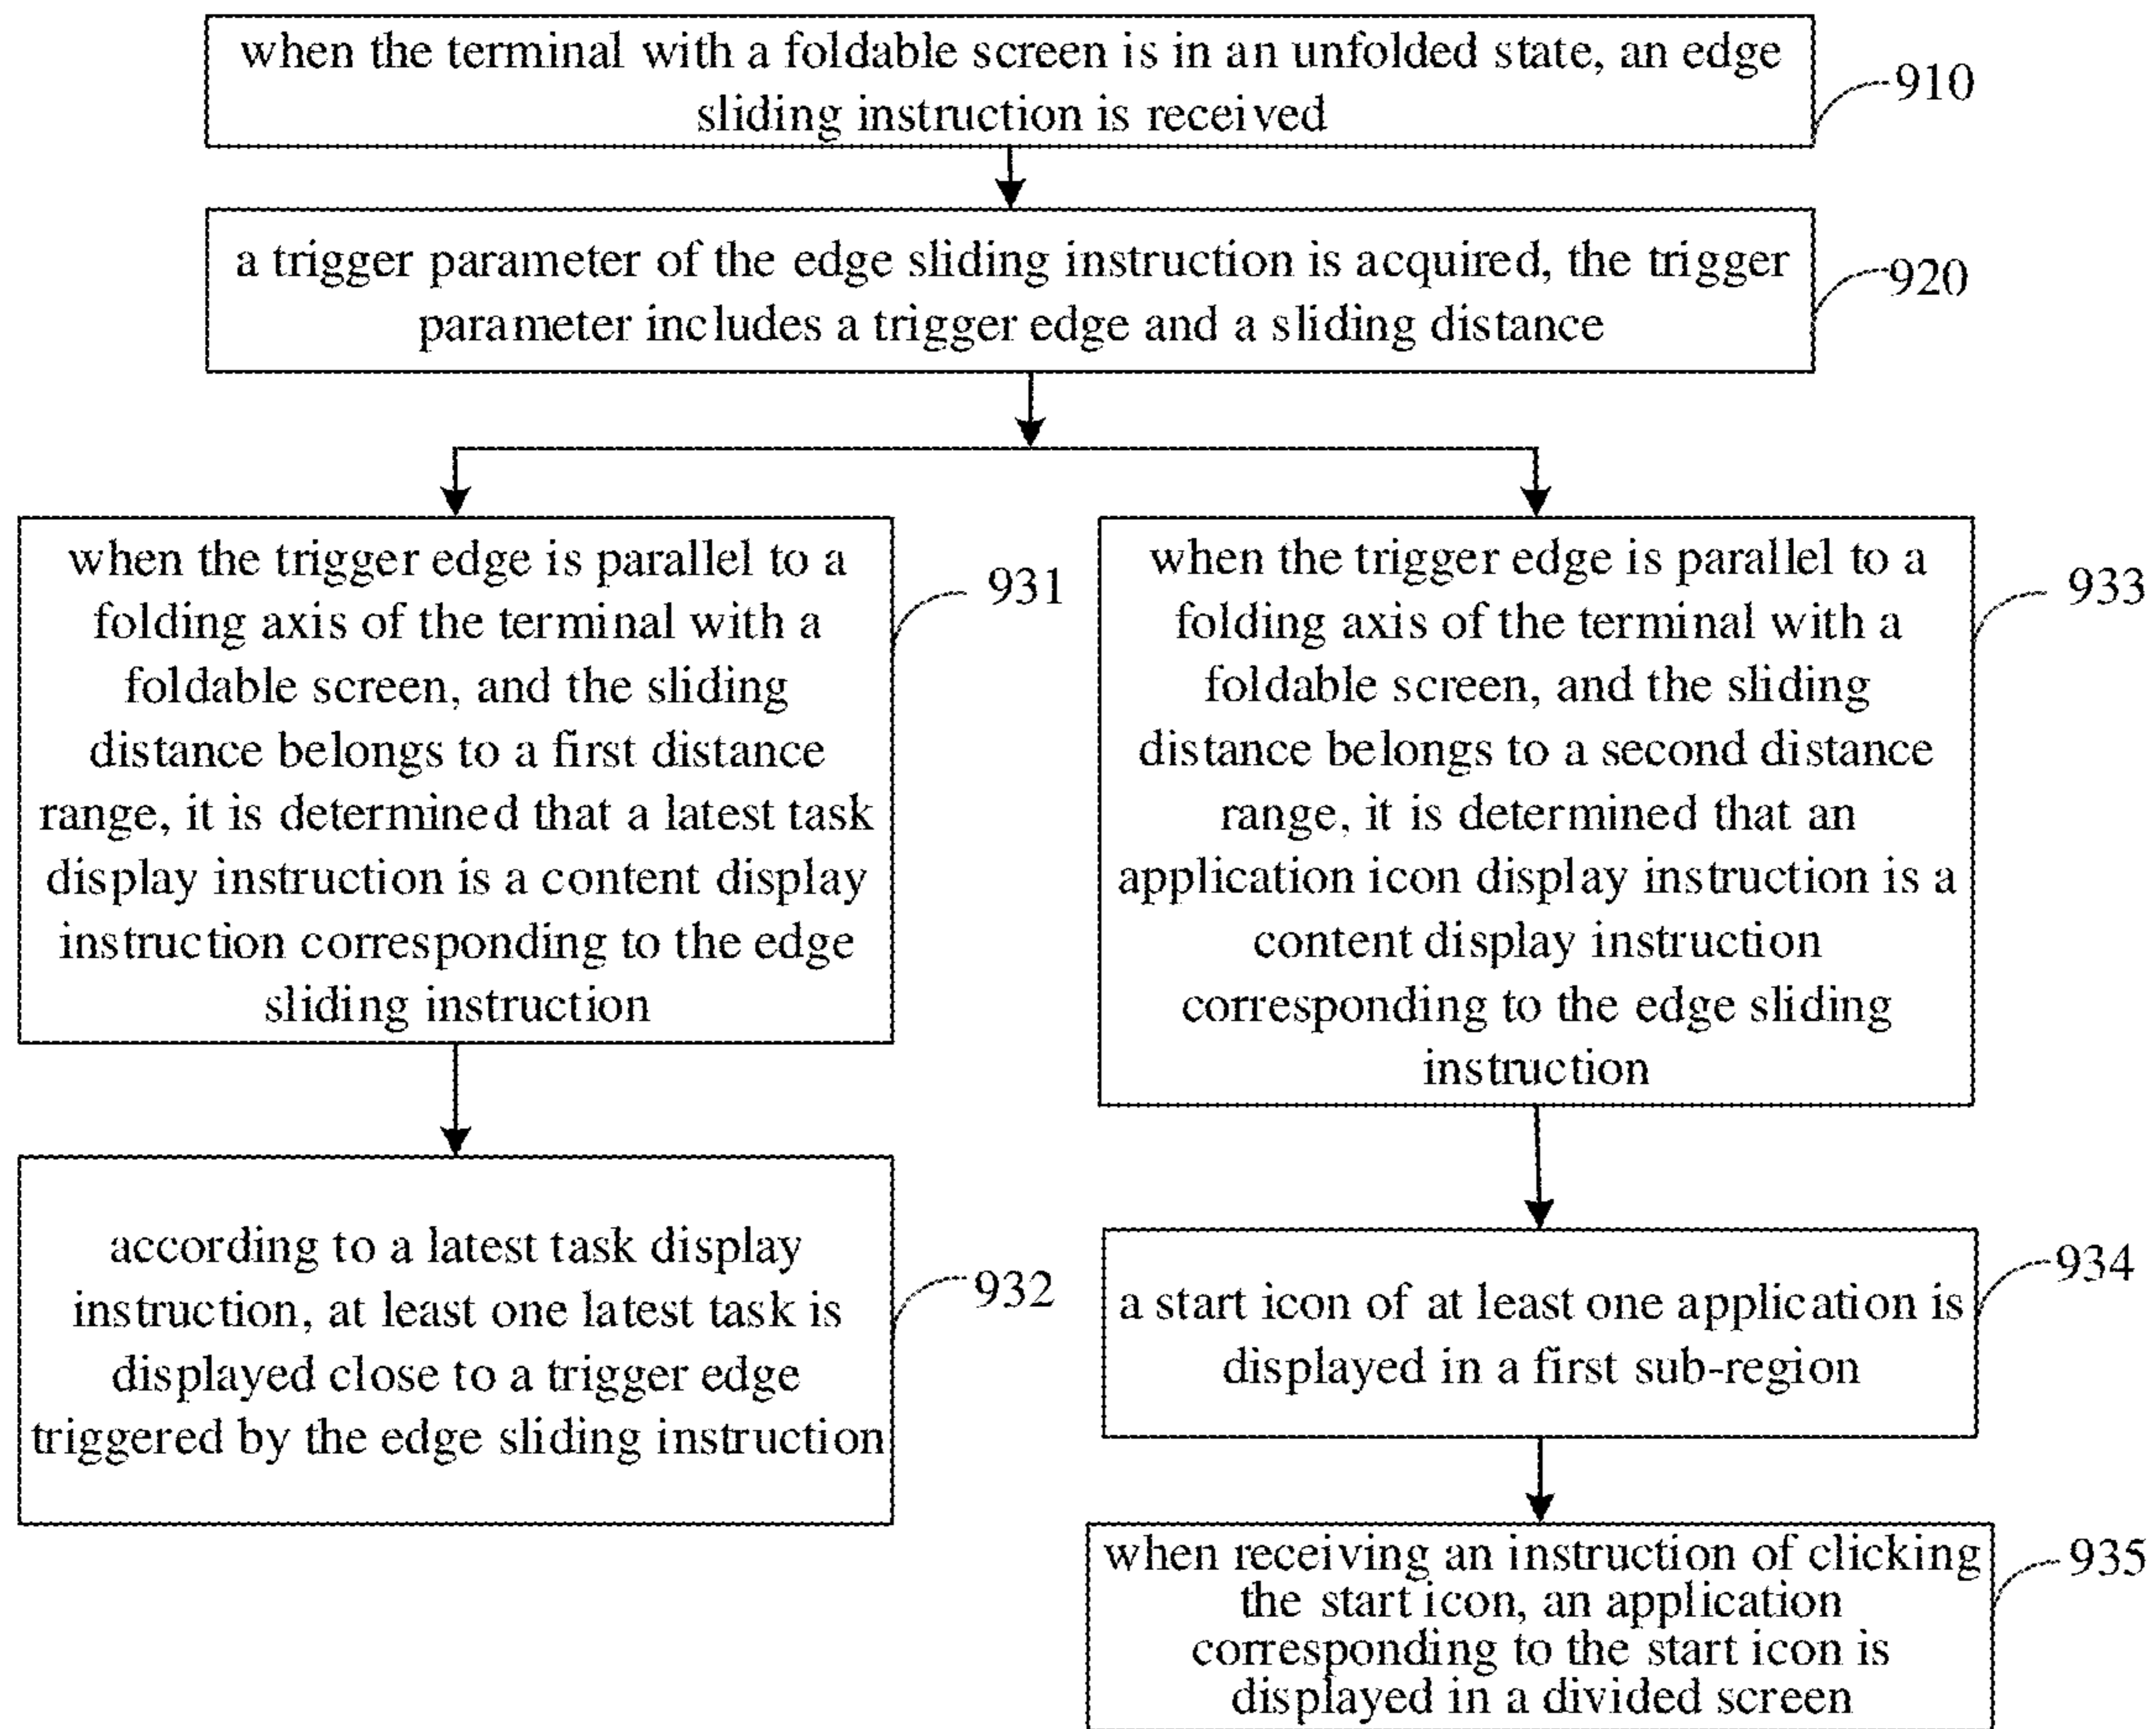 when the terminal with a foldable screen is in an unfolded state, an edge
sliding instruction is received
910
a trigger parameter of the edge sliding instruction is acquired, the trigger
parameter includes a trigger edge and a sliding distance
920
when the trigger edge is parallel to a
folding axis of the terminal with a
foldable screen, and the sliding
distance belongs to a first distance
range, it is determined that a latest task
display instruction is a content display
instruction corresponding to the edge
sliding instruction
931
when the trigger edge is parallel to a
folding axis of the terminal with a
foldable screen, and the sliding
distance belongs to a second distance
range, it is determined that an
application icon display instruction is a
content display instruction
corresponding to the edge sliding
instruction
933
according to a latest task display
instruction, at least one latest task is
displayed close to a trigger edge
triggered by the edge sliding instruction
932
a start icon of at least one application is
displayed in a first sub-region
934
when receiving an instruction of clicking
the start icon, an application
corresponding to the start icon is
displayed in a divided screen
935